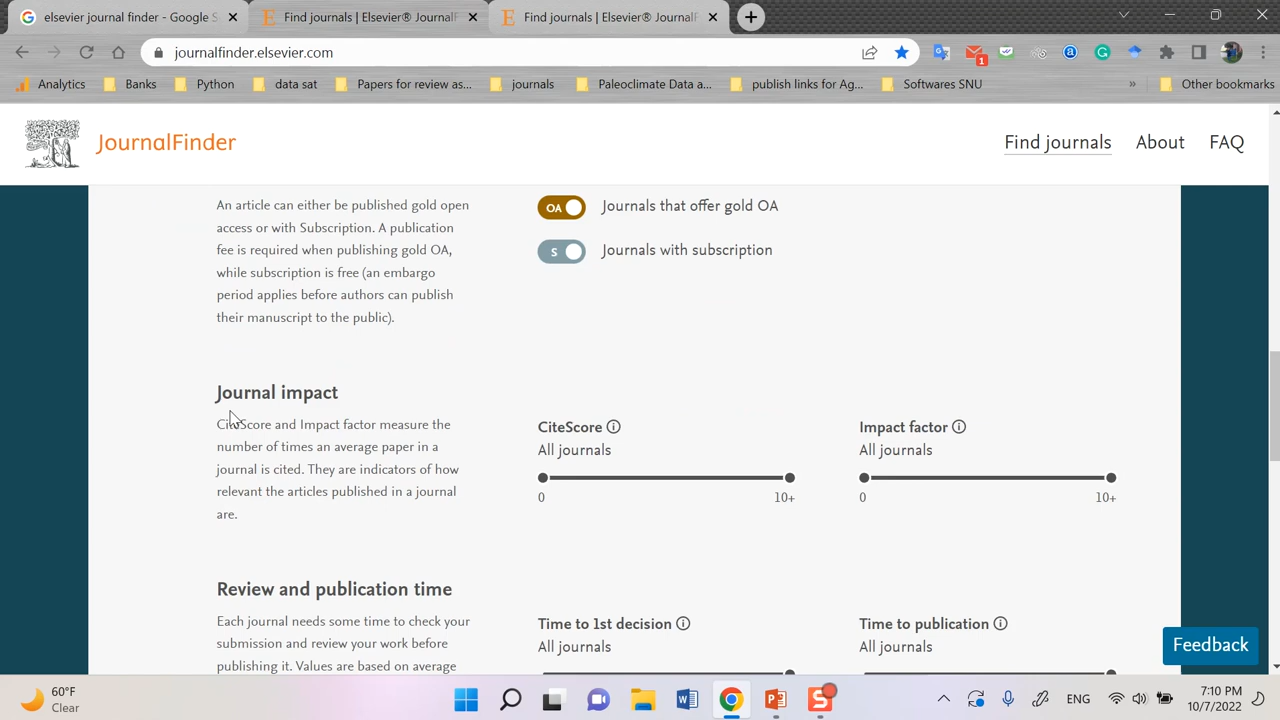 elsevier journal finder - Google S
Find journals | Elsevier® JournalF
Find journals | Elsevier® JournalF
journalfinder.elsevier.com
1
Analytics
Banks
Python
data sat
Papers for review as...
journals
Paleoclimate Data a...
publish links for Ag...
Softwares SNU
»
Other bookmarks
JournalFinder
Find journals
About
FAQ
An article can either be published gold open
access or with Subscription. A publication
fee is required when publishing gold OA,
while subscription is free (an embargo
period applies before authors can publish
their manuscript to the public).
OA
Journals that offer gold OA
S
Journals with subscription
Journal impact
CiteScore and Impact factor measure the
number of times an average paper in a
journal is cited. They are indicators of how
relevant the articles published in a journal
are.
CiteScore
All journals
0
10+
Impact factor
All journals
0
10+
Review and publication time
Each journal needs some time to check your
submission and review your work before
publishing it. Values are based on average
Time to 1st decision
All journals
Time to publication
All journals
Feedback
60°F
Clear
ENG
7:10 PM
10/7/2022